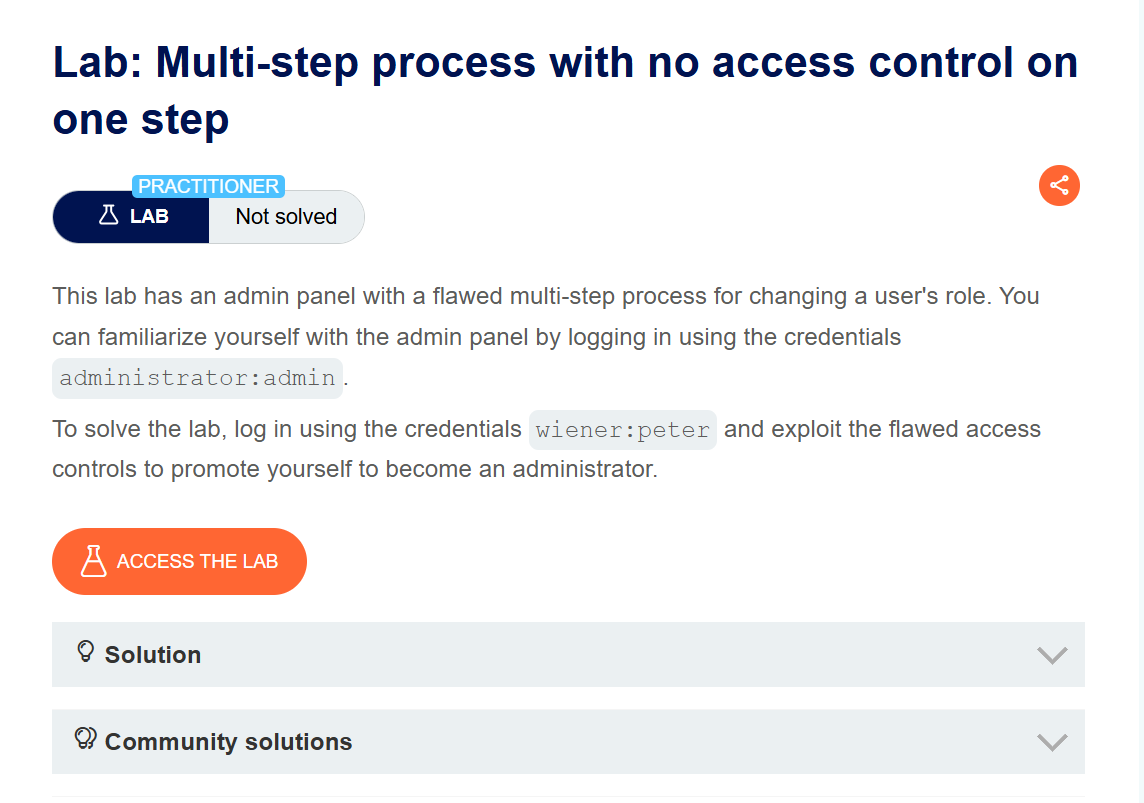 Lab: Multi-step process with no access control on
one step
PRACTITIONER
LAB
Not solved
This lab has an admin panel with a flawed multi-step process for changing a user's role. You
can familiarize yourself with the admin panel by logging in using the credentials
administrator:admin.
To solve the lab, log in using the credentials wiener:peter and exploit the flawed access
controls to promote yourself to become an administrator.
ACCESS THE LAB
Solution
Community solutions